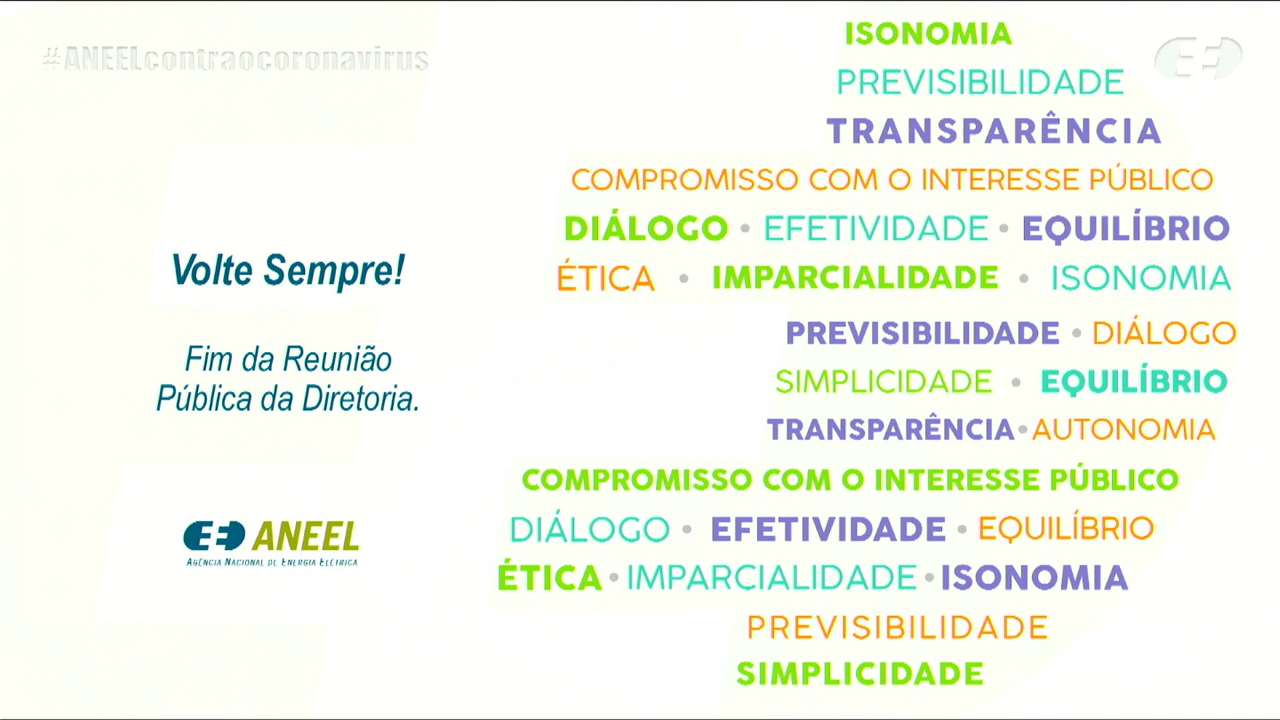 #ANEELcontraocoronavirus
Volte Sempre!
Fim da Reunião
Pública da Diretoria.
ANEEL
AGÊNCIA NACIONAL DE ENERGIA ELÉTRICA
ISONOMIA
PREVISIBILIDADE
TRANSPARÊNCIA
COMPROMISSO COM O INTERESSE PÚBLICO
DIÁLOGO • EFETIVIDADE • EQUILÍBRIO
ÉTICA • IMPARCIALIDADE • ISONOMIA
PREVISIBILIDADE • DIÁLOGO
SIMPLICIDADE • EQUILÍBRIO
TRANSPARÊNCIA • AUTONOMIA
COMPROMISSO COM O INTERESSE PÚBLICO
DIÁLOGO • EFETIVIDADE • EQUILÍBRIO
ÉTICA • IMPARCIALIDADE • ISONOMIA
PREVISIBILIDADE
SIMPLICIDADE